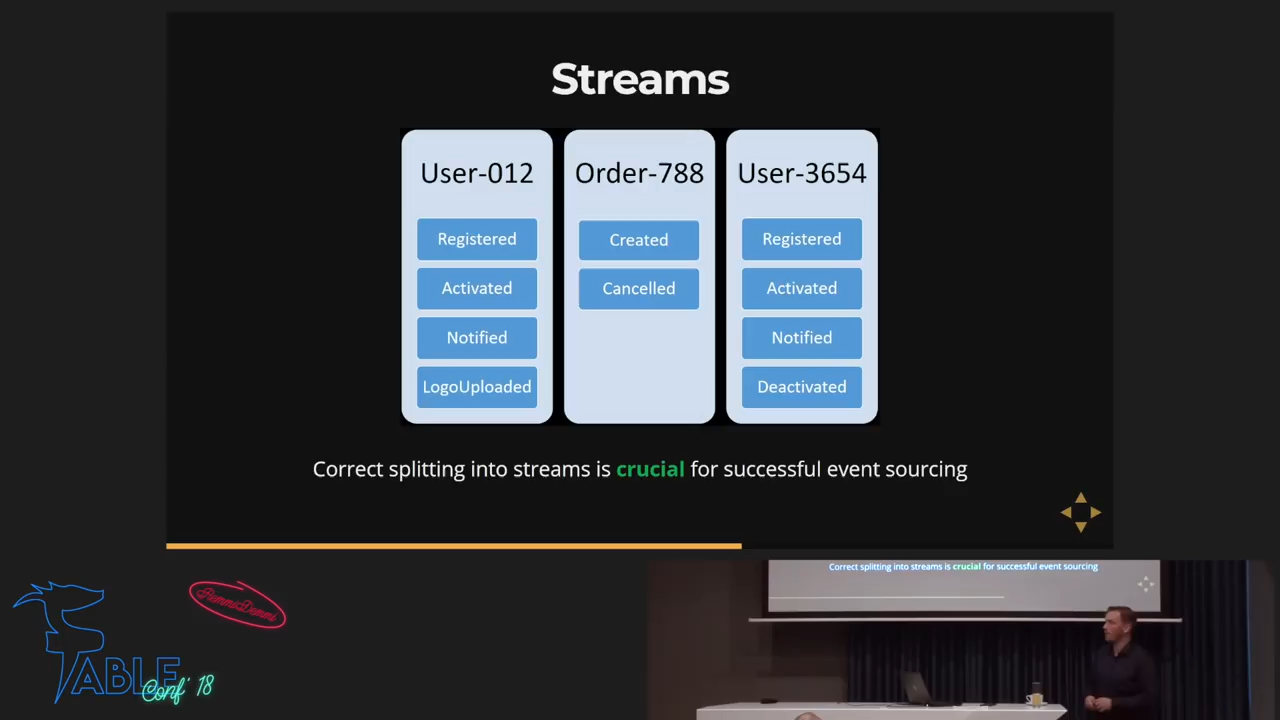 Streams
User-012
Registered
Activated
Notified
LogoUploaded
Order-788
Created
Cancelled
User-3654
Registered
Activated
Notified
Deactivated
Correct splitting into streams is crucial for successful event sourcing
Correct splitting into streams is crucial for successful event sourcing
FABLE
Conf' 18